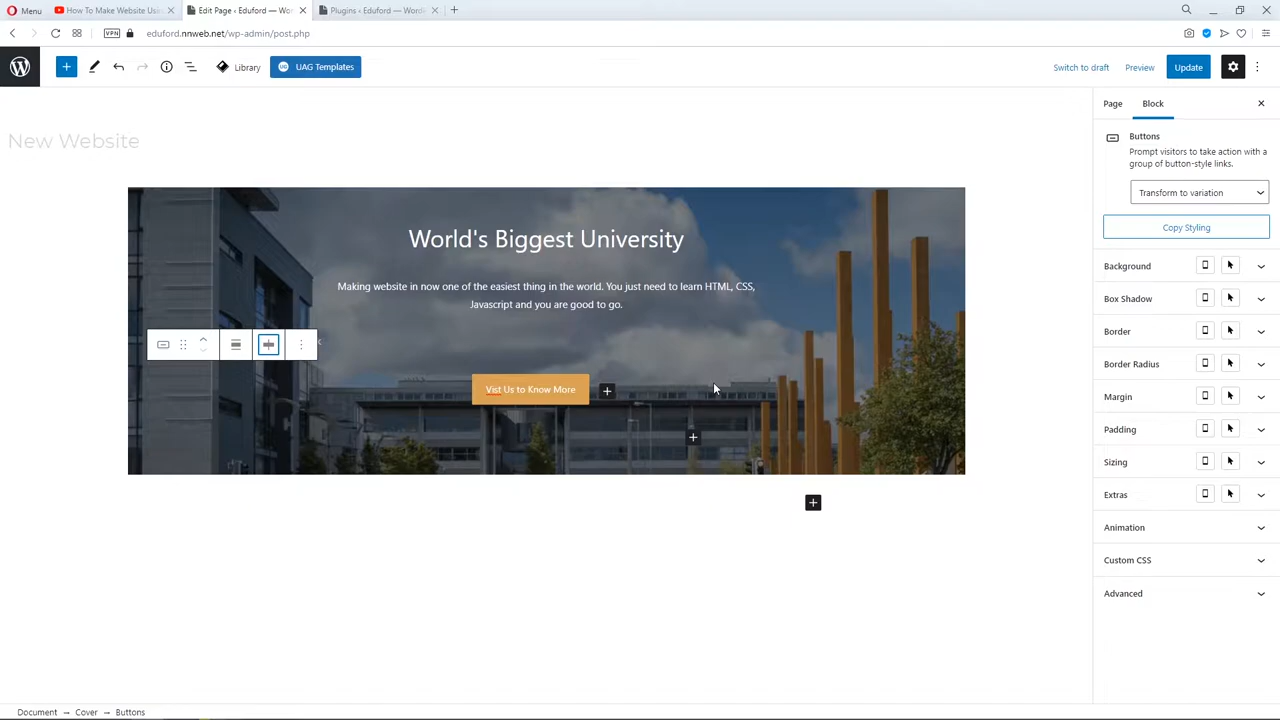 Menu
How To Make Website Usin
Edit Page ‹ Eduford — Wor
Plugins ‹ Eduford — Word
VPN
eduford.nnweb.net/wp-admin/post.php
Library
UAG Templates
Switch to draft
Preview
Update
New Website
World's Biggest University
Making website in now one of the easiest thing in the world. You just need to learn HTML, CSS,
Javascript and you are good to go.
Vist Us to Know More
Page
Block
Buttons
Prompt visitors to take action with a
group of button-style links.
Transform to variation
Copy Styling
Background
Box Shadow
Border
Border Radius
Margin
Padding
Sizing
Extras
Animation
Custom CSS
Advanced
Document → Cover → Buttons